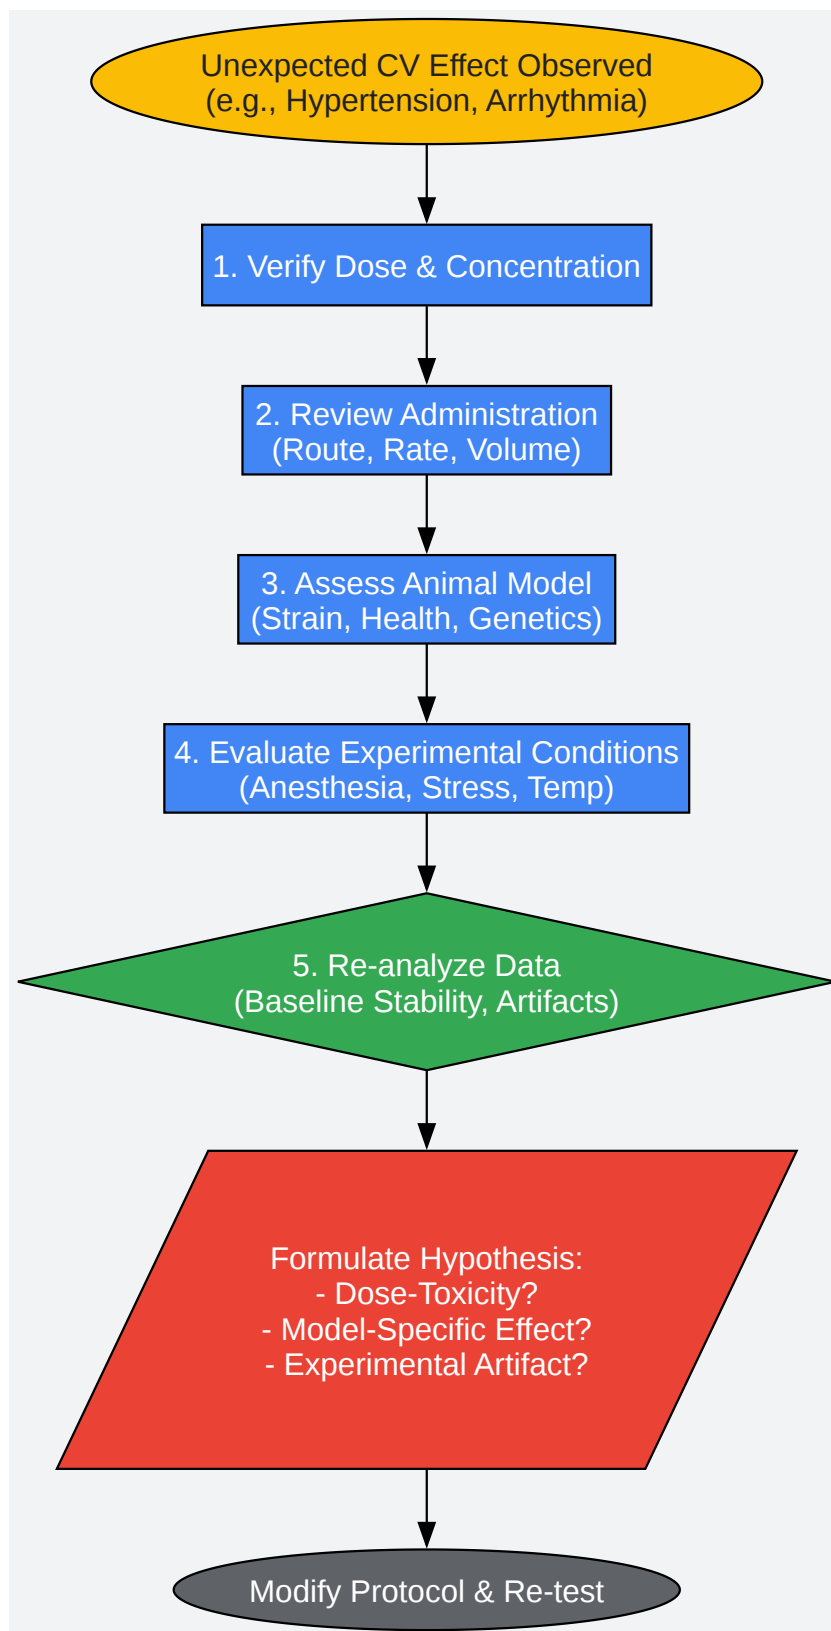 Unexpected CV Effect Observed
(e.g., Hypertension, Arrhythmia)
1. Verify Dose & Concentration
2. Review Administration
(Route, Rate, Volume)
3. Assess Animal Model
(Strain, Health, Genetics)
4. Evaluate Experimental Conditions
(Anesthesia, Stress, Temp)
5. Re-analyze Data
(Baseline Stability, Artifacts)
Formulate Hypothesis:
- Dose-Toxicity?
- Model-Specific Effect?
- Experimental Artifact?
Modify Protocol & Re-test